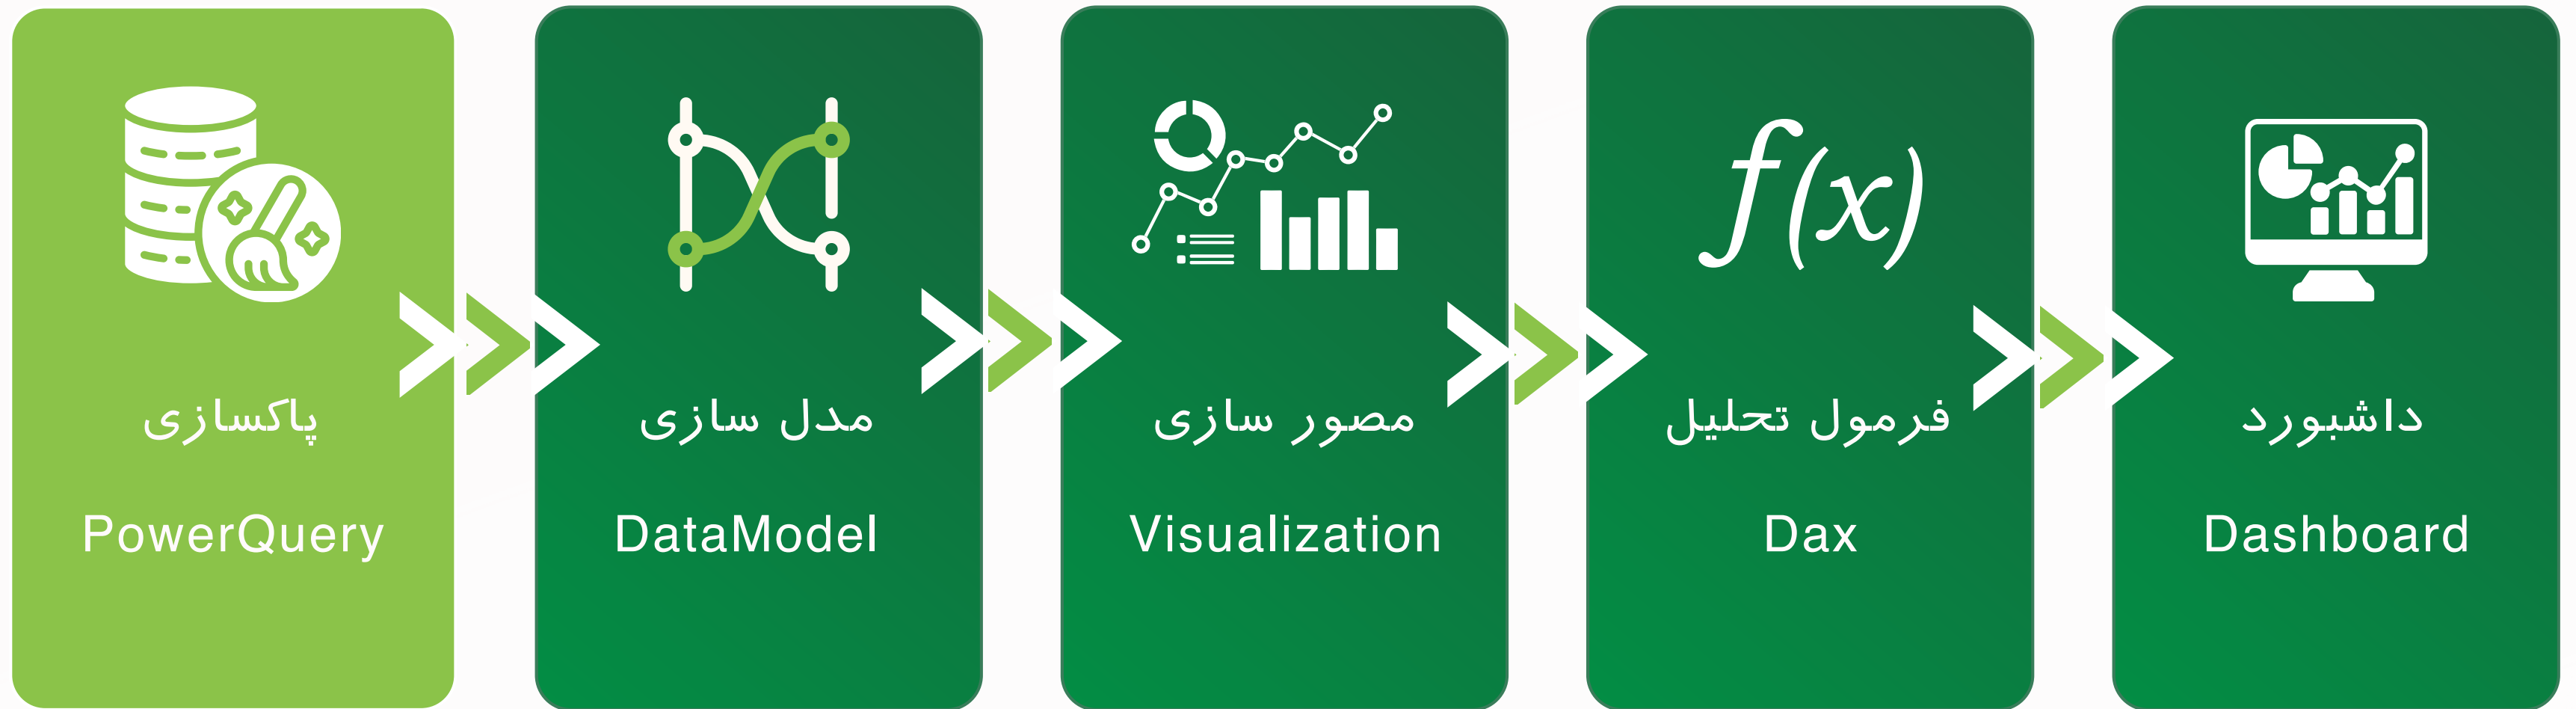 پاکسازی
PowerQuery
مدل سازی
DataModel
مصور سازی
Visualization
f(x)
فرمول تحلیل
Dax
داشبورد
Dashboard